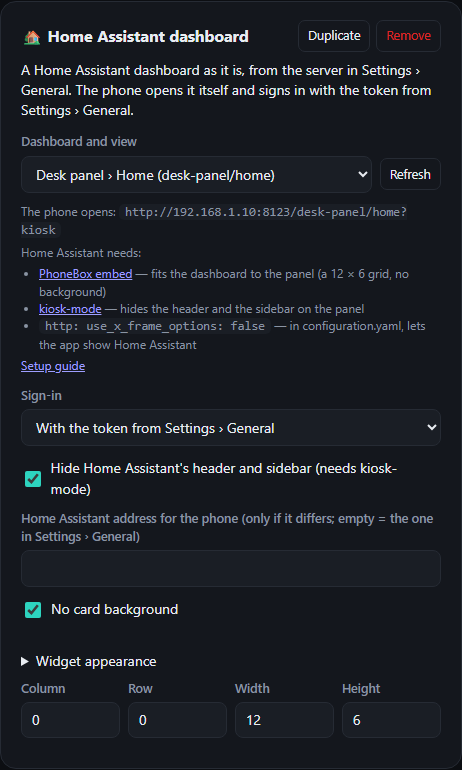 Home Assistant dashboard
Duplicate
Remove
A Home Assistant dashboard as it is, from the server in Settings ›
General. The phone opens it itself and signs in with the token from
Settings › General.
Dashboard and view
Desk panel › Home (desk-panel/home)
Refresh
The phone opens: http://192.168.1.10:8123/desk-panel/home?
kiosk
Home Assistant needs:
• PhoneBox embed — fits the dashboard to the panel (a 12 × 6 grid, no
background)
• kiosk-mode — hides the header and the sidebar on the panel
• http: use_x_frame_options: false — in configuration.yaml, lets
the app show Home Assistant
Setup guide
Sign-in
With the token from Settings › General
Hide Home Assistant's header and sidebar (needs kiosk-
mode)
Home Assistant address for the phone (only if it differs; empty = the one
in Settings › General)
No card background
Widget appearance
Column Row Width Height
0 0 12 6